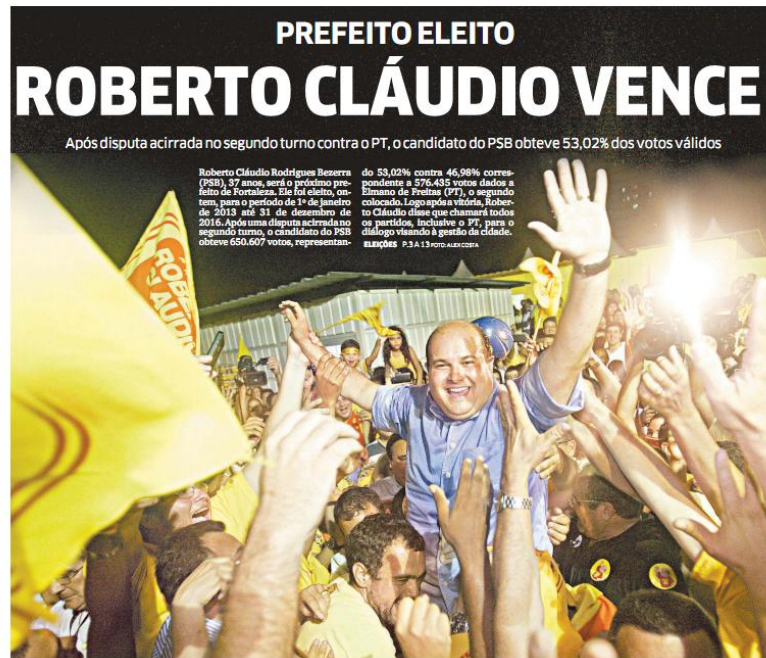 PREFEITO ELEITO
ROBERTO CLÁUDIO VENCE
Após disputa acirrada no segundo turno contra o PT, o candidato do PSB obteve 53,02% dos votos válidos
Roberto Cláudio Rodrigues Bezerra
(PSB), 37 anos, será o próximo pre-
feito de Fortaleza. Ele foi eleito, on-
tem, para o período de 1º de janeiro
de 2013 até 31 de dezembro de
2016. Após uma disputa acirrada no
segundo turno, o candidato do PSB
obteve 650.607 votos, representan-
do 53,02% contra 46,98% corres-
pondente a 576.435 votos dados a
Elmano de Freitas (PT), o segundo
colocado. Logo após a vitória, Rober-
to Cláudio disse que chamará todos
os partidos, inclusive o PT, para o
diálogo visando à gestão da cidade.
ELEIÇÕES P.3 A 13 FOTO: ALEX COSTA
ROBER
CLAUDIO